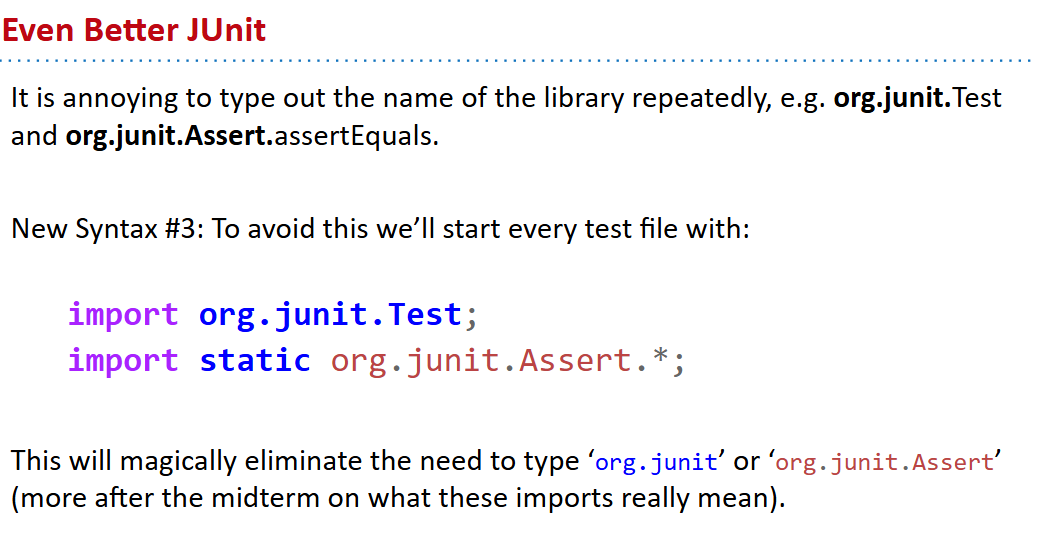 Even Better JUnit
It is annoying to type out the name of the library repeatedly, e.g. org.junit.Test
and org.junit.Assert.assertEquals.
New Syntax #3: To avoid this we’ll start every test file with:
import org.junit.Test;
import static org.junit.Assert.*;
This will magically eliminate the need to type ‘org.junit’ or ‘org.junit.Assert’
(more after the midterm on what these imports really mean).